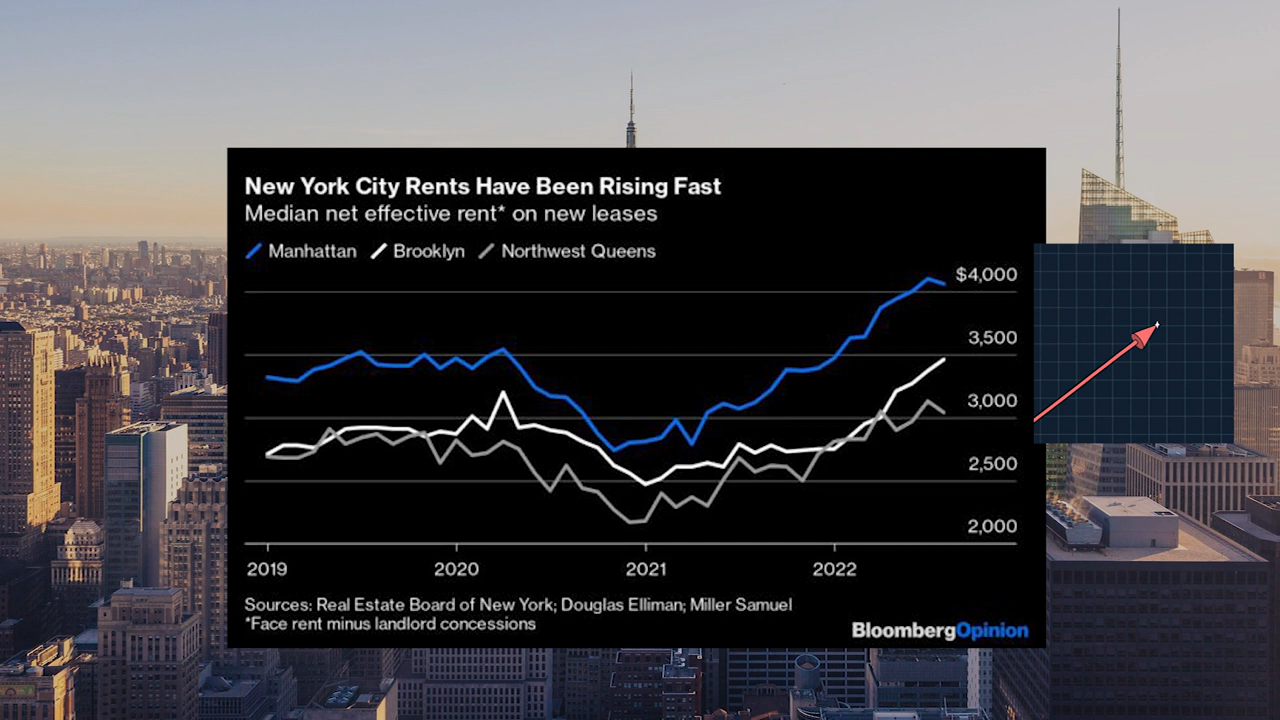 New York City Rents Have Been Rising Fast
Median net effective rent* on new leases
Manhattan Brooklyn Northwest Queens
$4,000
3,500
3,000
2,500
2,000
2019 2020 2021 2022
Sources: Real Estate Board of New York; Douglas Elliman; Miller Samuel
*Face rent minus landlord concessions
BloombergOpinion